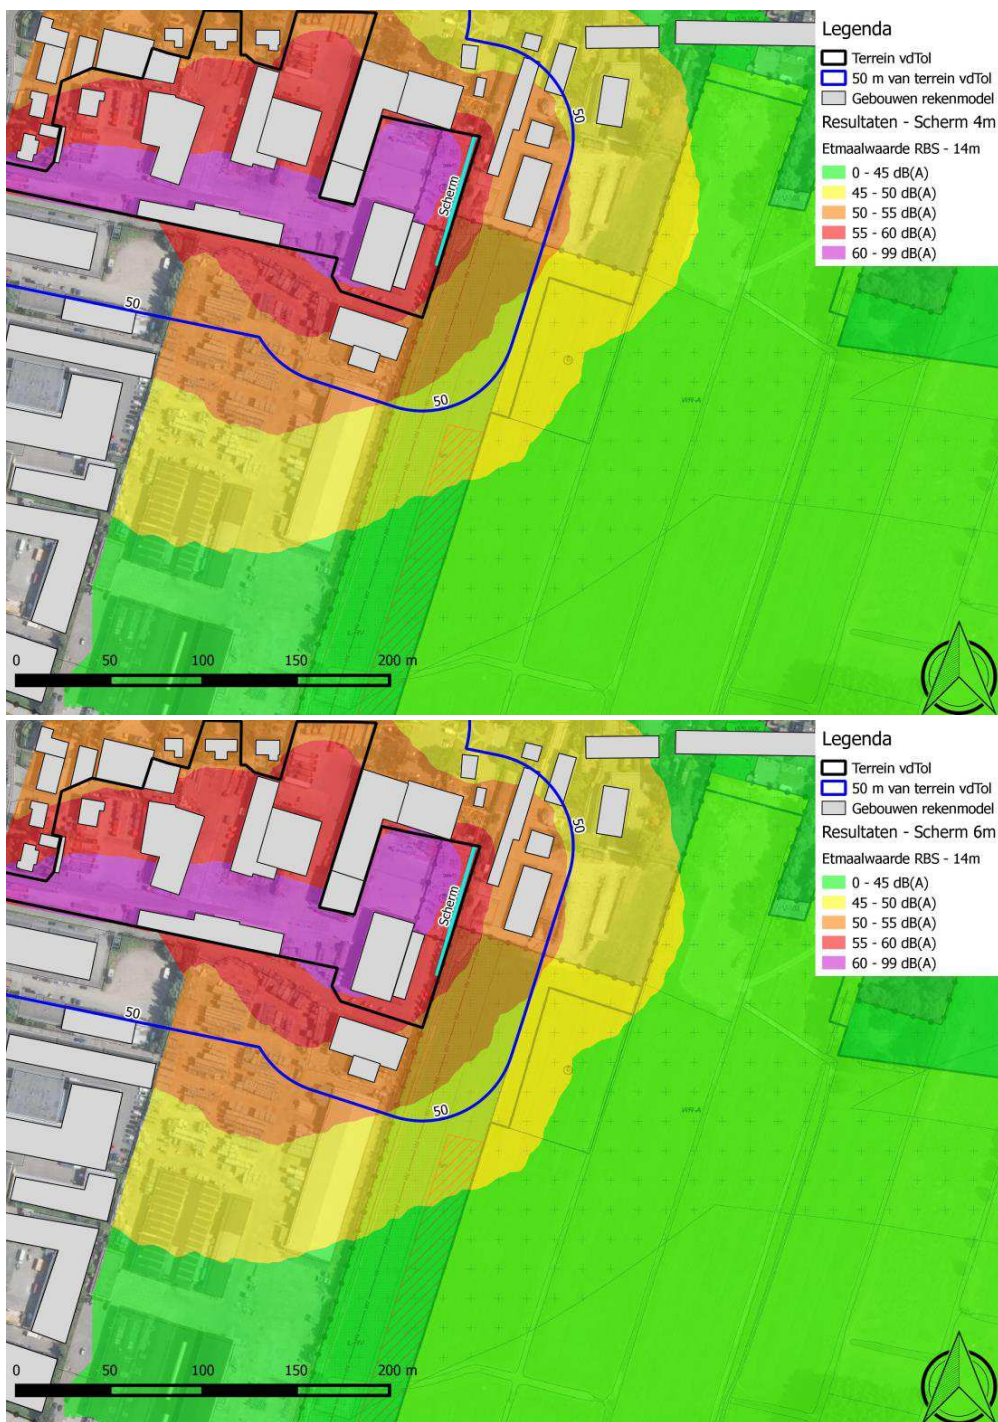 Legenda
Terrein vdTol
50 m van terrein vdTol
Gebouwen rekenmodel
Resultaten - Scherm 4m
Etmaalwaarde RBS - 14m
0 - 45 dB(A)
45 - 50 dB(A)
50 - 55 dB(A)
55 - 60 dB(A)
60 - 99 dB(A)
50
Scherm
50
50
WR-A
0 50 100 150 200 m
Legenda
Terrein vdTol
50 m van terrein vdTol
Gebouwen rekenmodel
Resultaten - Scherm 6m
Etmaalwaarde RBS - 14m
0 - 45 dB(A)
45 - 50 dB(A)
50 - 55 dB(A)
55 - 60 dB(A)
60 - 99 dB(A)
50
Scherm
50
50
WR-A
0 50 100 150 200 m